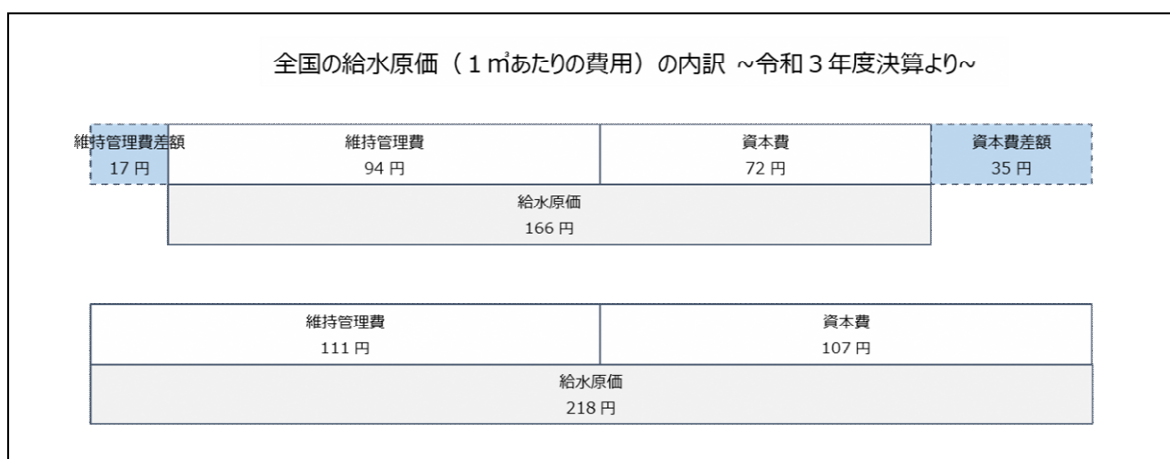 全国の給水原価（１㎥あたりの費用）の内訳 ~令和３年度決算より~
維持管理費差額
17 円
維持管理費
94 円
資本費
72 円
資本費差額
35 円
給水原価
166 円
維持管理費
111 円
資本費
107 円
給水原価
218 円